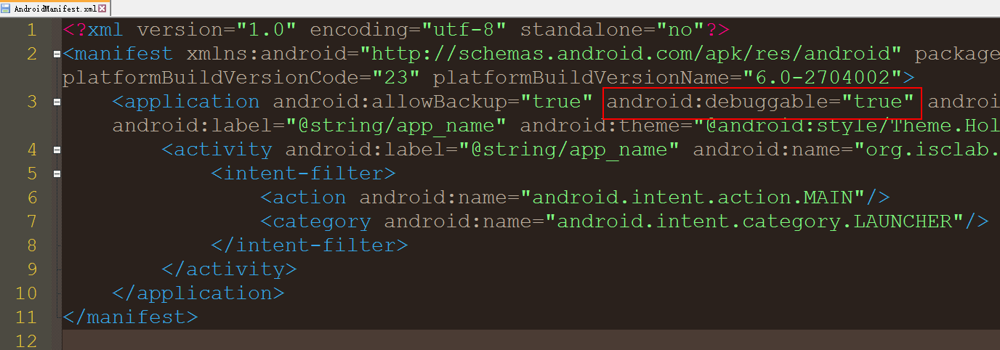 AndroidManifest.xml
1 <?xml version="1.0" encoding="utf-8" standalone="no"?>
2 <manifest xmlns:android="http://schemas.android.com/apk/res/android" package
platformBuildVersionCode="23" platformBuildVersionName="6.0-2704002">
3 <application android:allowBackup="true" android:debuggable="true" androi
android:label="@string/app_name" android:theme="@android:style/Theme.Hol
4 <activity android:label="@string/app_name" android:name="org.isclab.
5 <intent-filter>
6 <action android:name="android.intent.action.MAIN"/>
7 <category android:name="android.intent.category.LAUNCHER"/>
8 </intent-filter>
9 </activity>
10 </application>
11 </manifest>
12